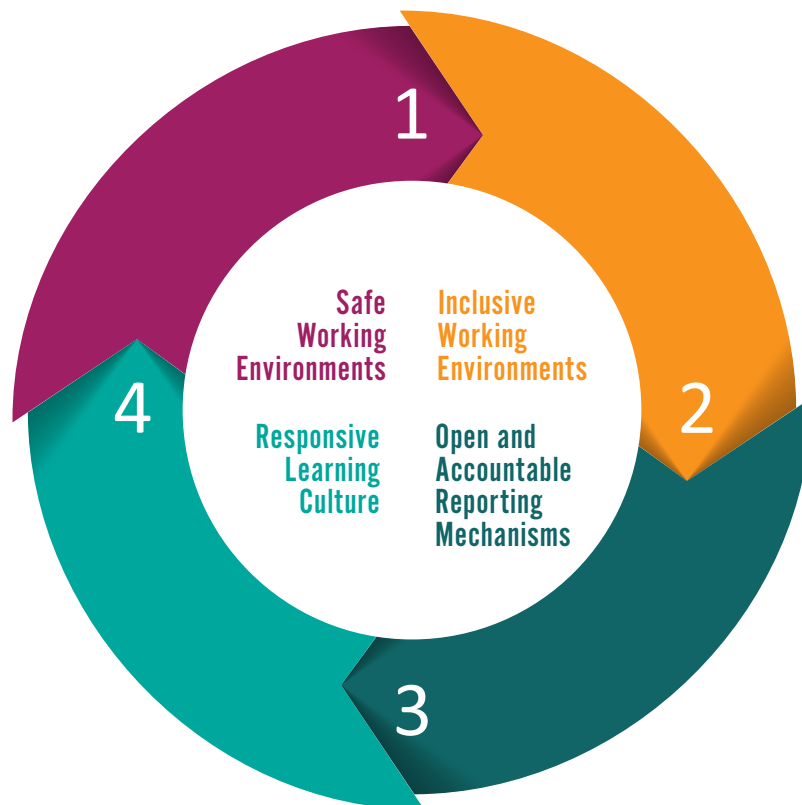 1
Safe
Working
Environments
Inclusive
Working
Environments
2
4
Responsive
Learning
Culture
Open and
Accountable
Reporting
Mechanisms
3